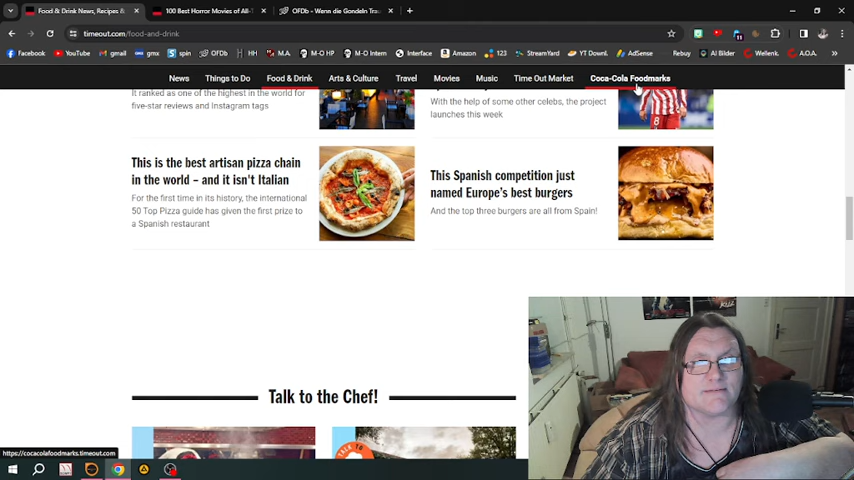 Food & Drink News, Recipes &
100 Best Horror Movies of All-T
OFDb - Wenn die Gondeln Trau
timeout.com/food-and-drink
Facebook
YouTube
gmail
gmx
spin
OFDb
HH
M.A.
M-O HP
M-O Intern
Interface
Amazon
123
StreamYard
YT Downl.
AdSense
Rebuy
AI Bilder
Wellenk.
A.O.A.
News
Things to Do
Food & Drink
Arts & Culture
Travel
Movies
Music
Time Out Market
Coca-Cola Foodmarks
It ranked as one of the highest in the world for
five-star reviews and Instagram tags
With the help of some other celebs, the project
launches this week
8
This is the best artisan pizza chain
in the world – and it isn't Italian
For the first time in its history, the international
50 Top Pizza guide has given the first prize to
a Spanish restaurant
This Spanish competition just
named Europe's best burgers
And the top three burgers are all from Spain!
Talk to the Chef!
https://cocacolafoodmarks.timeout.com